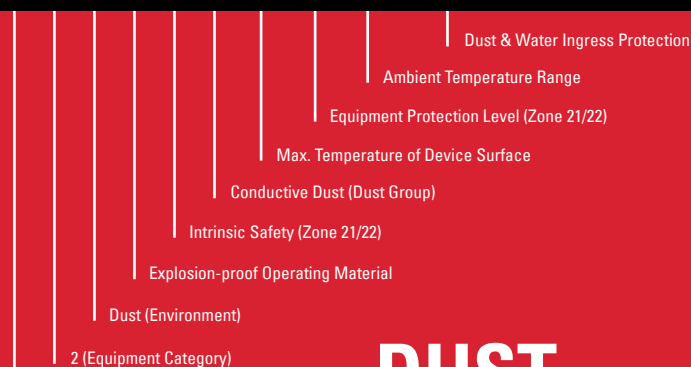 Dust & Water Ingress Protection
Ambient Temperature Range
Equipment Protection Level (Zone 21/22)
Max. Temperature of Device Surface
Conductive Dust (Dust Group)
Intrinsic Safety (Zone 21/22)
Explosion-proof Operating Material
Dust (Environment)
2 (Equipment Category)
DUST